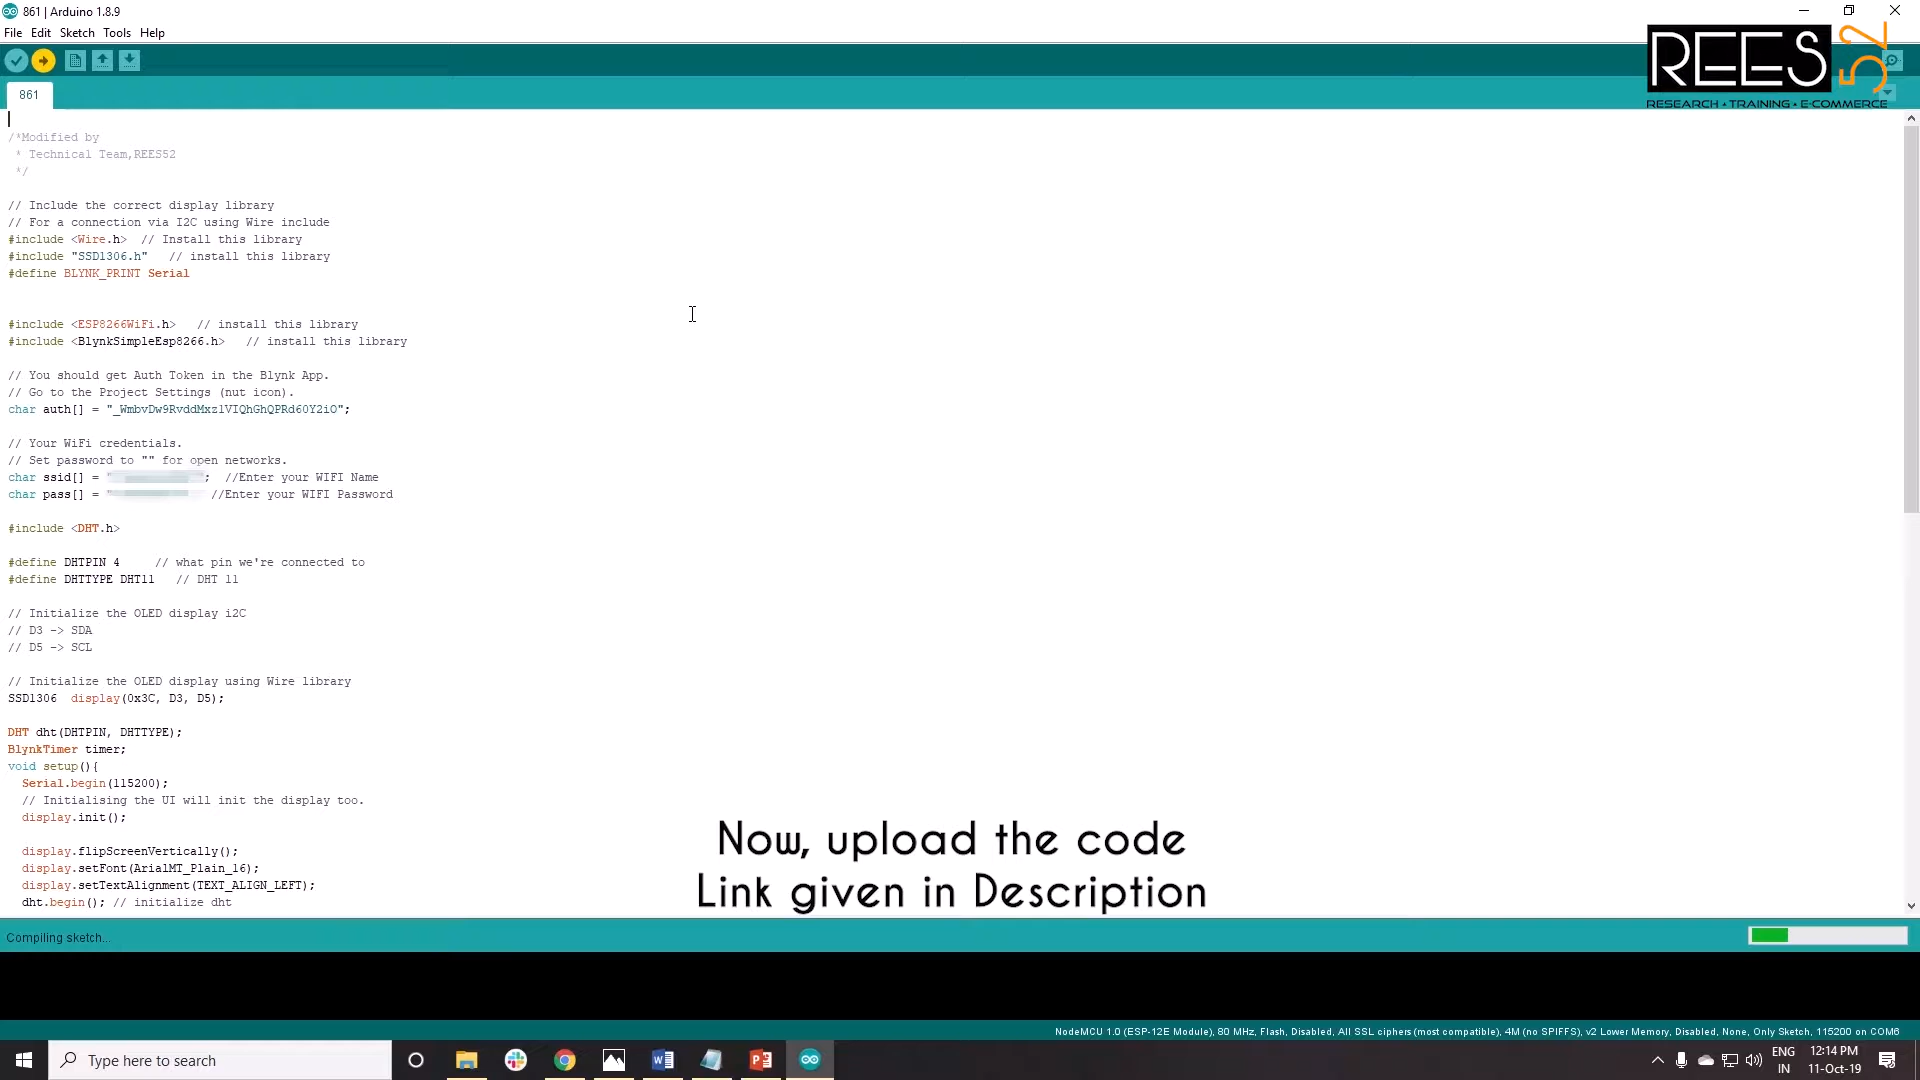 861 | Arduino 1.8.9
File Edit Sketch Tools Help
REES52
RESEARCH • TRAINING • E-COMMERCE
861
/*Modified by
* Technical Team,REES52
*/
// Include the correct display library
// For a connection via I2C using Wire include
#include <Wire.h>  // Install this library
#include "SSD1306.h"   // install this library
#define BLYNK_PRINT Serial
#include <ESP8266WiFi.h>   // install this library
#include <BlynkSimpleEsp8266.h>   // install this library
// You should get Auth Token in the Blynk App.
// Go to the Project Settings (nut icon).
char auth[] = "_WmbvDw9RvddMxzlVIQhGhQPRd60Y2iO";
// Your WiFi credentials.
// Set password to "" for open networks.
char ssid[] = " ;  //Enter your WIFI Name
char pass[] = " //Enter your WIFI Password
#include <DHT.h>
#define DHTPIN 4     // what pin we're connected to
#define DHTTYPE DHT11   // DHT 11
// Initialize the OLED display i2C
// D3 -> SDA
// D5 -> SCL
// Initialize the OLED display using Wire library
SSD1306  display(0x3C, D3, D5);
DHT dht(DHTPIN, DHTTYPE);
BlynkTimer timer;
void setup(){
Serial.begin(115200);
// Initialising the UI will init the display too.
display.init();
display.flipScreenVertically();
display.setFont(ArialMT_Plain_16);
display.setTextAlignment(TEXT_ALIGN_LEFT);
dht.begin(); // initialize dht
Now, upload the code
Link given in Description
Compiling sketch...
NodeMCU 1.0 (ESP-12E Module), 80 MHz, Flash, Disabled, All SSL ciphers (most compatible), 4M (no SPIFFS), v2 Lower Memory, Disabled, None, Only Sketch, 115200 on COM6
Type here to search
ENG
IN
12:14 PM
11-Oct-19